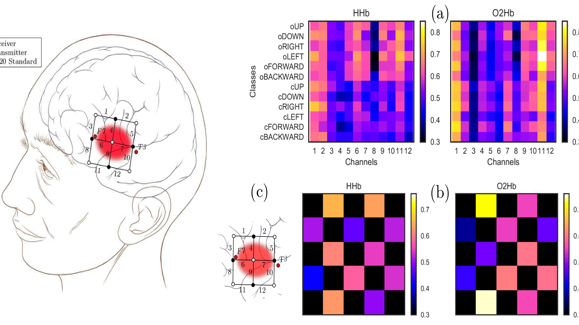 ceiver
ansmitter
20 Standard
1 2
3 4 5
F7
6 7
F3
8 9 10
11 12
HHb
(a)
O2Hb
Classes
oUP
oDOWN
oRIGHT
oLEFT
oFORWARD
oBACKWARD
cUP
cDOWN
cRIGHT
cLEFT
cFORWARD
cBACKWARD
0.8
0.7
0.6
0.5
0.4
0.3
1 2 3 4 5 6 7 8 9 10 11 12
1 2 3 4 5 6 7 8 9 10 11 12
Channels
Channels
(c)
HHb
(b)
O2Hb
1 2
3 4 5
6 7
8 9 10
11 12
0.7
0.6
0.5
0.4
0.3